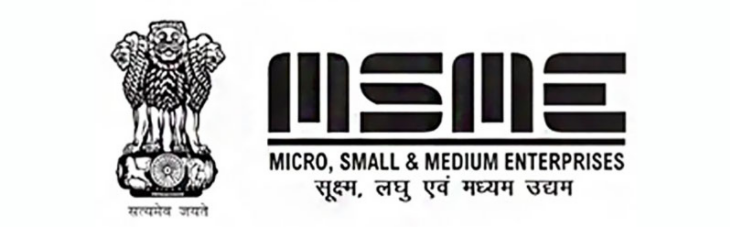 MSME
MICRO, SMALL & MEDIUM ENTERPRISES
सूक्ष्म, लघु एवं मध्यम उद्यम
सत्यमेव जयते